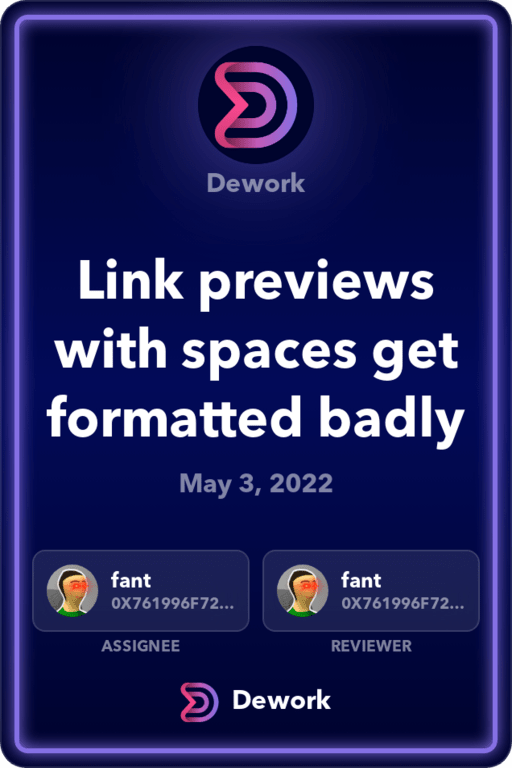 Dework
Link previews
with spaces get
formatted badly
May 3, 2022
fant
0X761996F72...
ASSIGNEE
fant
0X761996F72...
REVIEWER
Dework